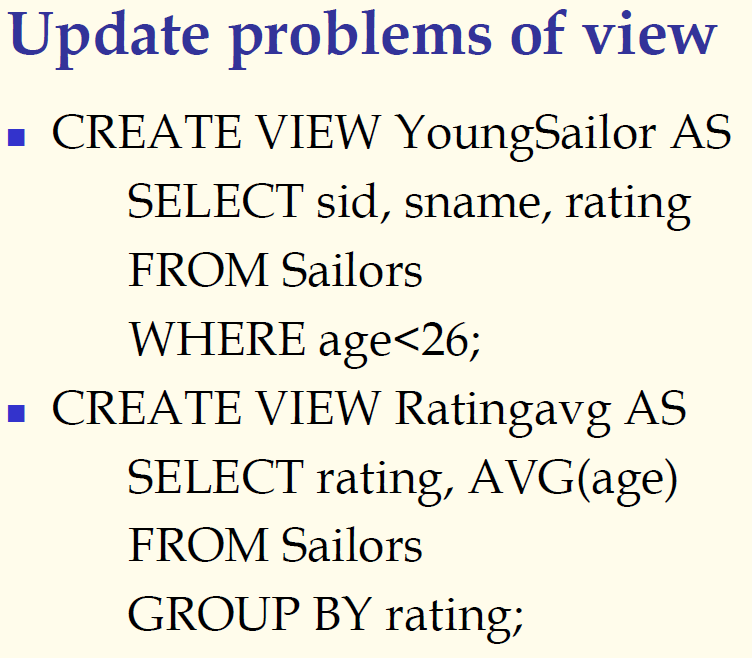 Update problems of view
CREATE VIEW YoungSailor AS
SELECT sid, sname, rating
FROM Sailors
WHERE age<26;
CREATE VIEW Ratingavg AS
SELECT rating, AVG(age)
FROM Sailors
GROUP BY rating;